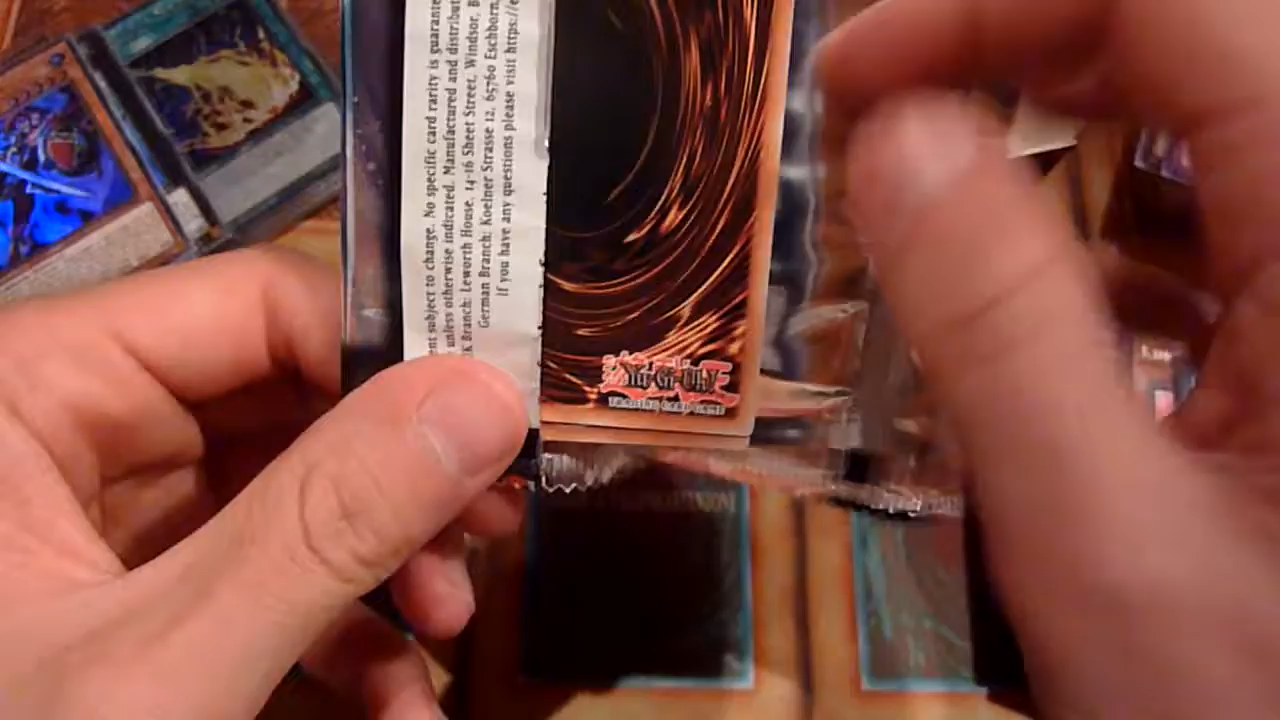 ent subject to change. No specific card rarity is guarante
unless otherwise indicated. Manufactured and distribut
K Branch: Leworth House, 14-16 Sheet Street, Windsor, B
German Branch: Koelner Strasse 12, 65760 Eschborn,
If you have any questions please visit https://e
Yu-Gi-Oh!
TRADING CARD GAME